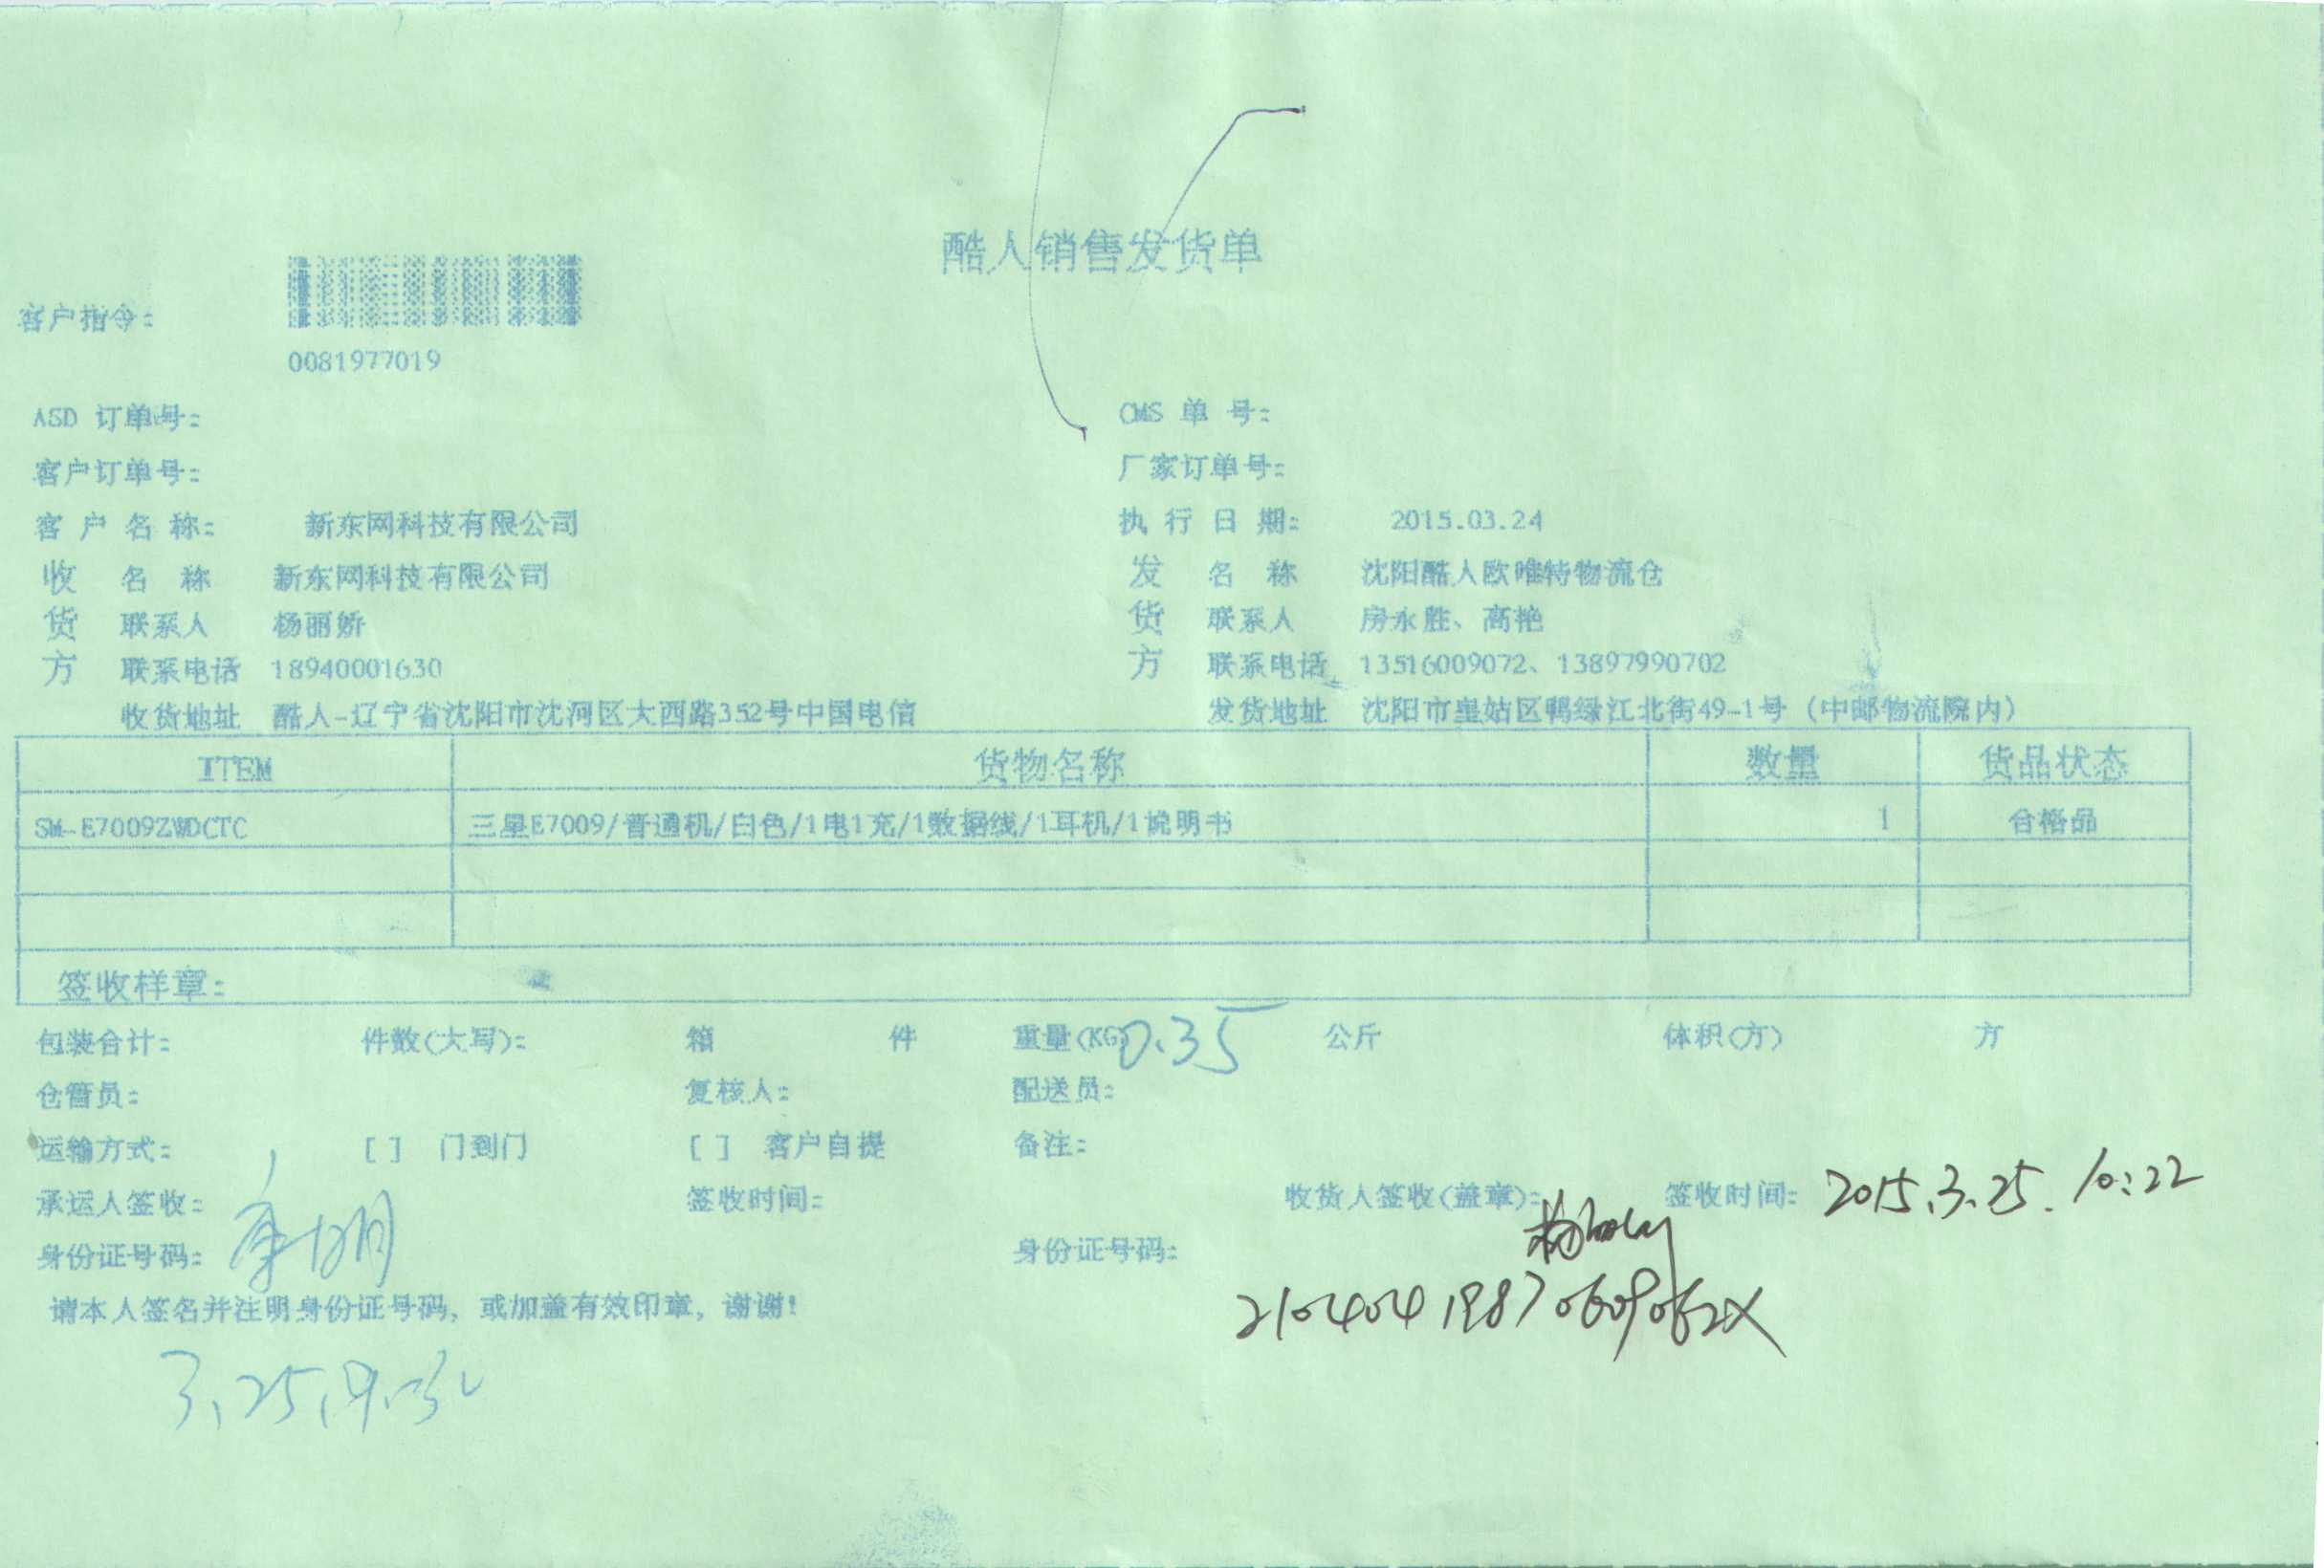 酷人销售发货单
客户指令:
0081977019
ASD 订单号: CMS 单 号:
客户订单号: 厂家订单号:
客 户 名 称: 新东网科技有限公司 执 行 日 期: 2015.03.24
收 名 称 新东网科技有限公司 发 名 称 沈阳酷人欧唯特物流仓
货 联系人 杨丽娇 货 联系人 房永胜、高艳
方 联系电话 18940001630 方 联系电话 13516009072、13897990702
收货地址 酷人-辽宁省沈阳市沈河区大西路352号中国电信 发货地址 沈阳市皇姑区鸭绿江北街49-1号 (中邮物流院内)
ITEM 货物名称 数量 货品状态
SM-E7009ZWDCTC 三星E7009/普通机/白色/1电1充/1数据线/1耳机/1说明书 1 合格品
签收样章:
包装合计: 件数(大写): 箱 件 重量(KG) 0.35 公斤 体积(方) 方
仓管员: 复核人: 配送员:
运输方式: [ ] 门到门 [ ] 客户自提 备注:
承运人签收: 签收时间: 收货人签收(盖章): 签收时间: 2015.3.25. 10:22
身份证号码: 身份证号码: 21040419870609062X
请本人签名并注明身份证号码, 或加盖有效印章, 谢谢!